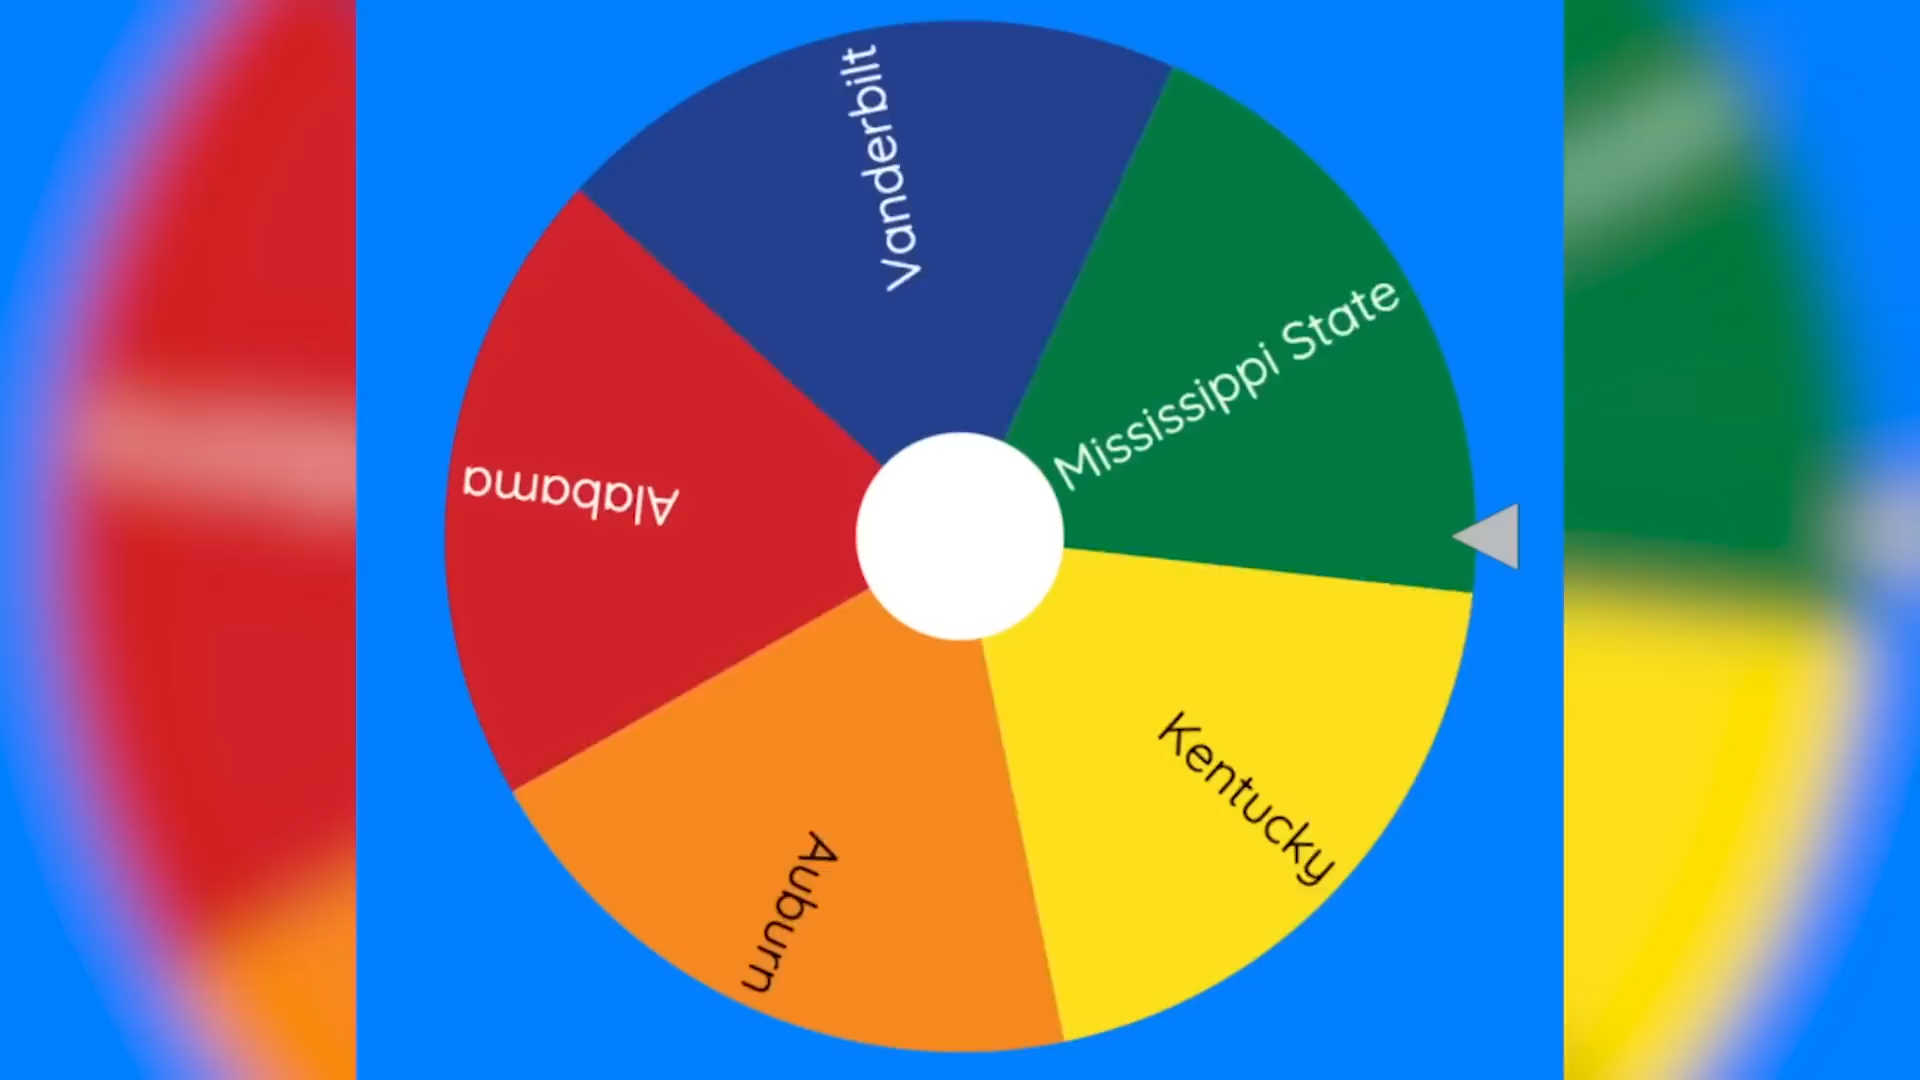 Vanderbilt
Mississippi State
Alabama
Kentucky
Auburn